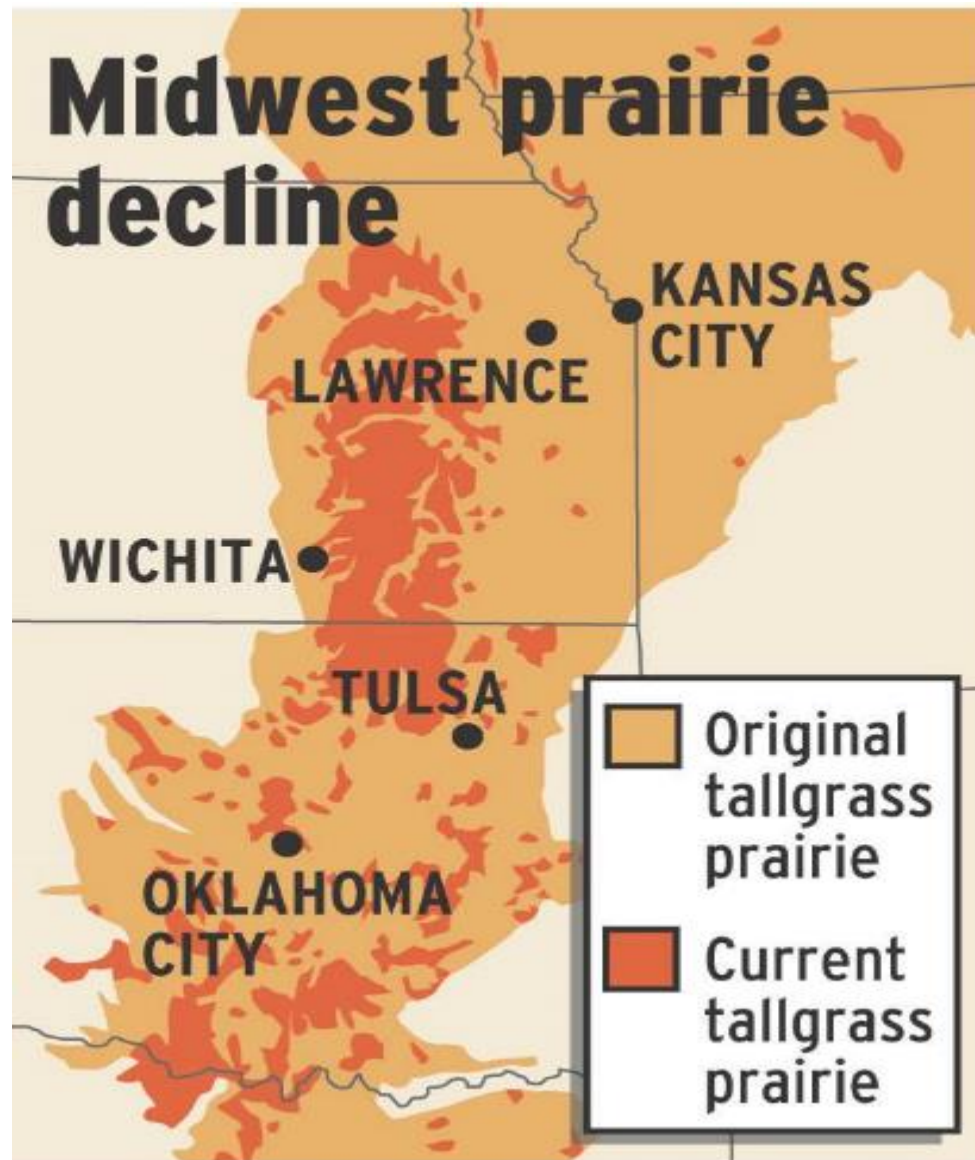 Midwest prairie
decline
KANSAS
CITY
LAWRENCE
WICHITA
TULSA
OKLAHOMA
CITY
Original
tallgrass
prairie
Current
tallgrass
prairie